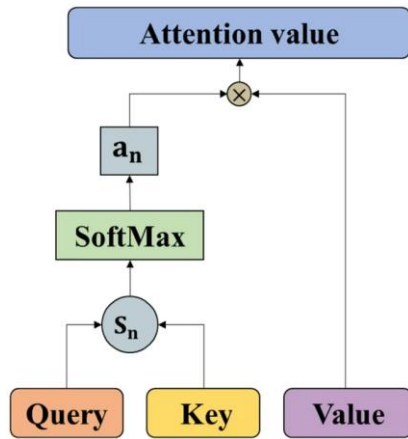 Attention value
×
aₙ
SoftMax
Sₙ
Query Key Value